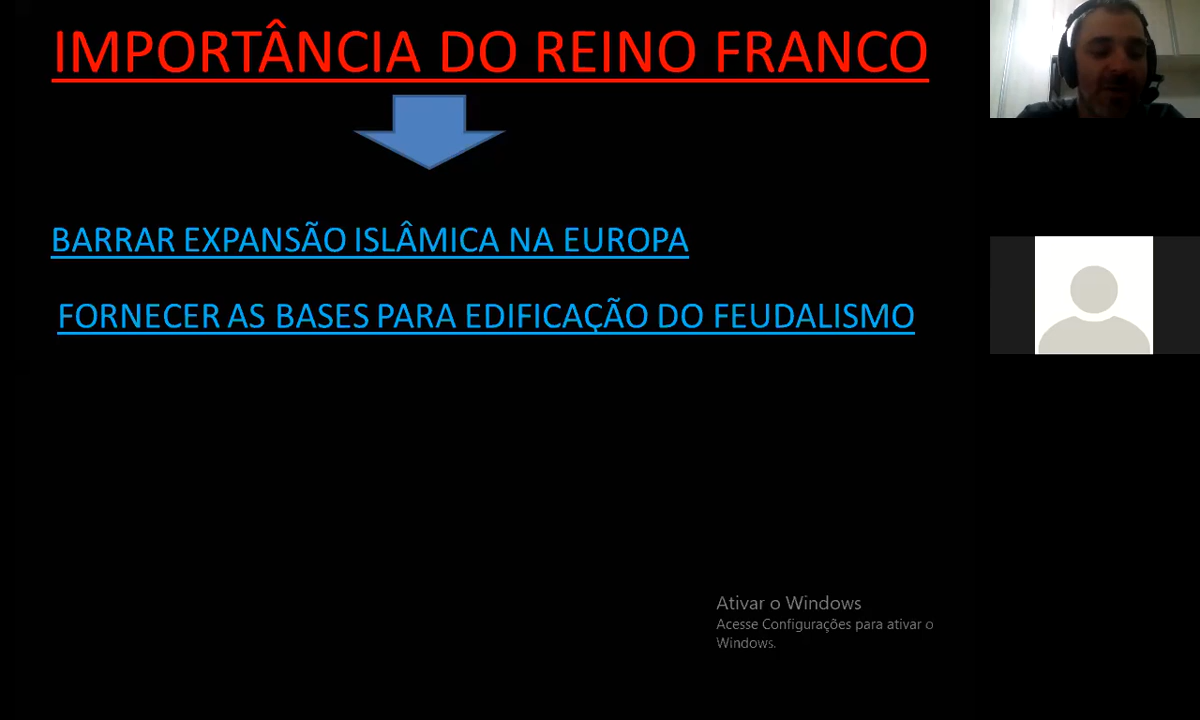 IMPORTÂNCIA DO REINO FRANCO
BARRAR EXPANSÃO ISLÂMICA NA EUROPA
FORNECER AS BASES PARA EDIFICAÇÃO DO FEUDALISMO
Ativar o Windows
Acesse Configurações para ativar o
Windows.